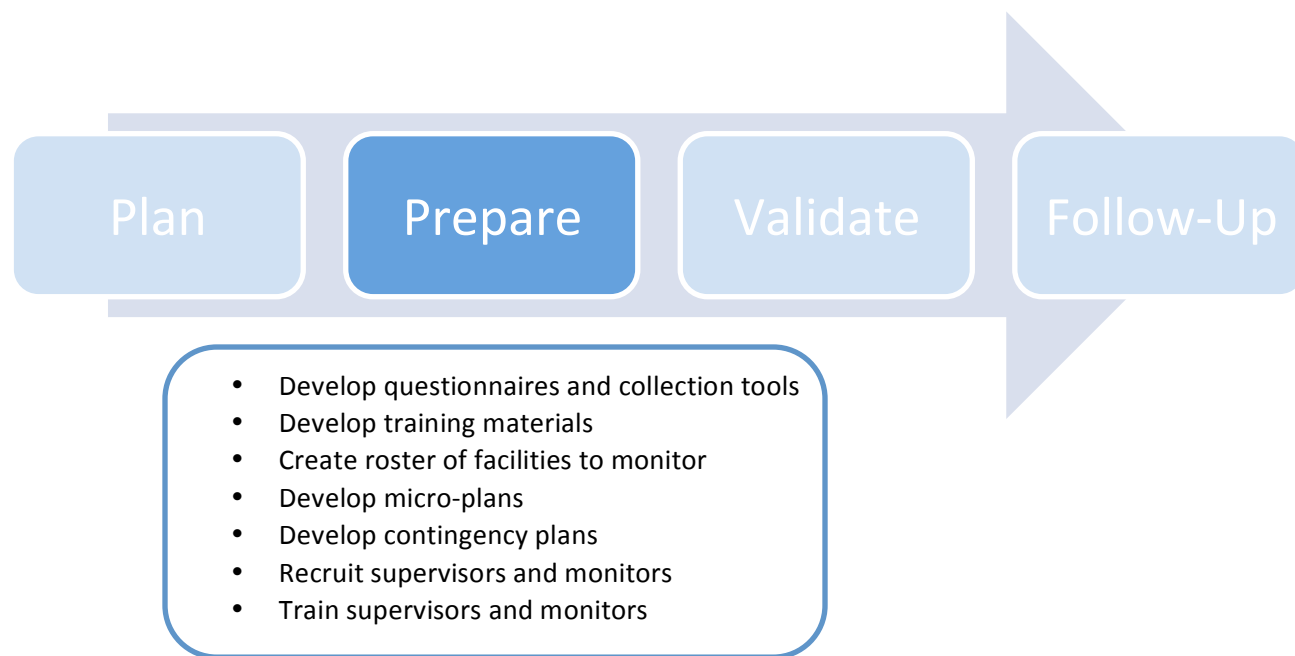 Plan
Prepare
Validate
Follow-Up
• Develop questionnaires and collection tools
• Develop training materials
• Create roster of facilities to monitor
• Develop micro-plans
• Develop contingency plans
• Recruit supervisors and monitors
• Train supervisors and monitors